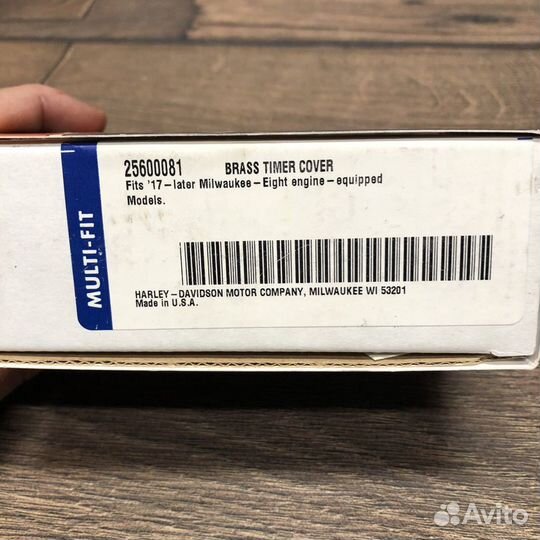 25600081 BRASS TIMER COVER
Fits '17-later Milwaukee-Eight engine-equipped
Models.
MULTI-FIT
HARLEY-DAVIDSON MOTOR COMPANY, MILWAUKEE WI 53201
Made in U.S.A.
Avito